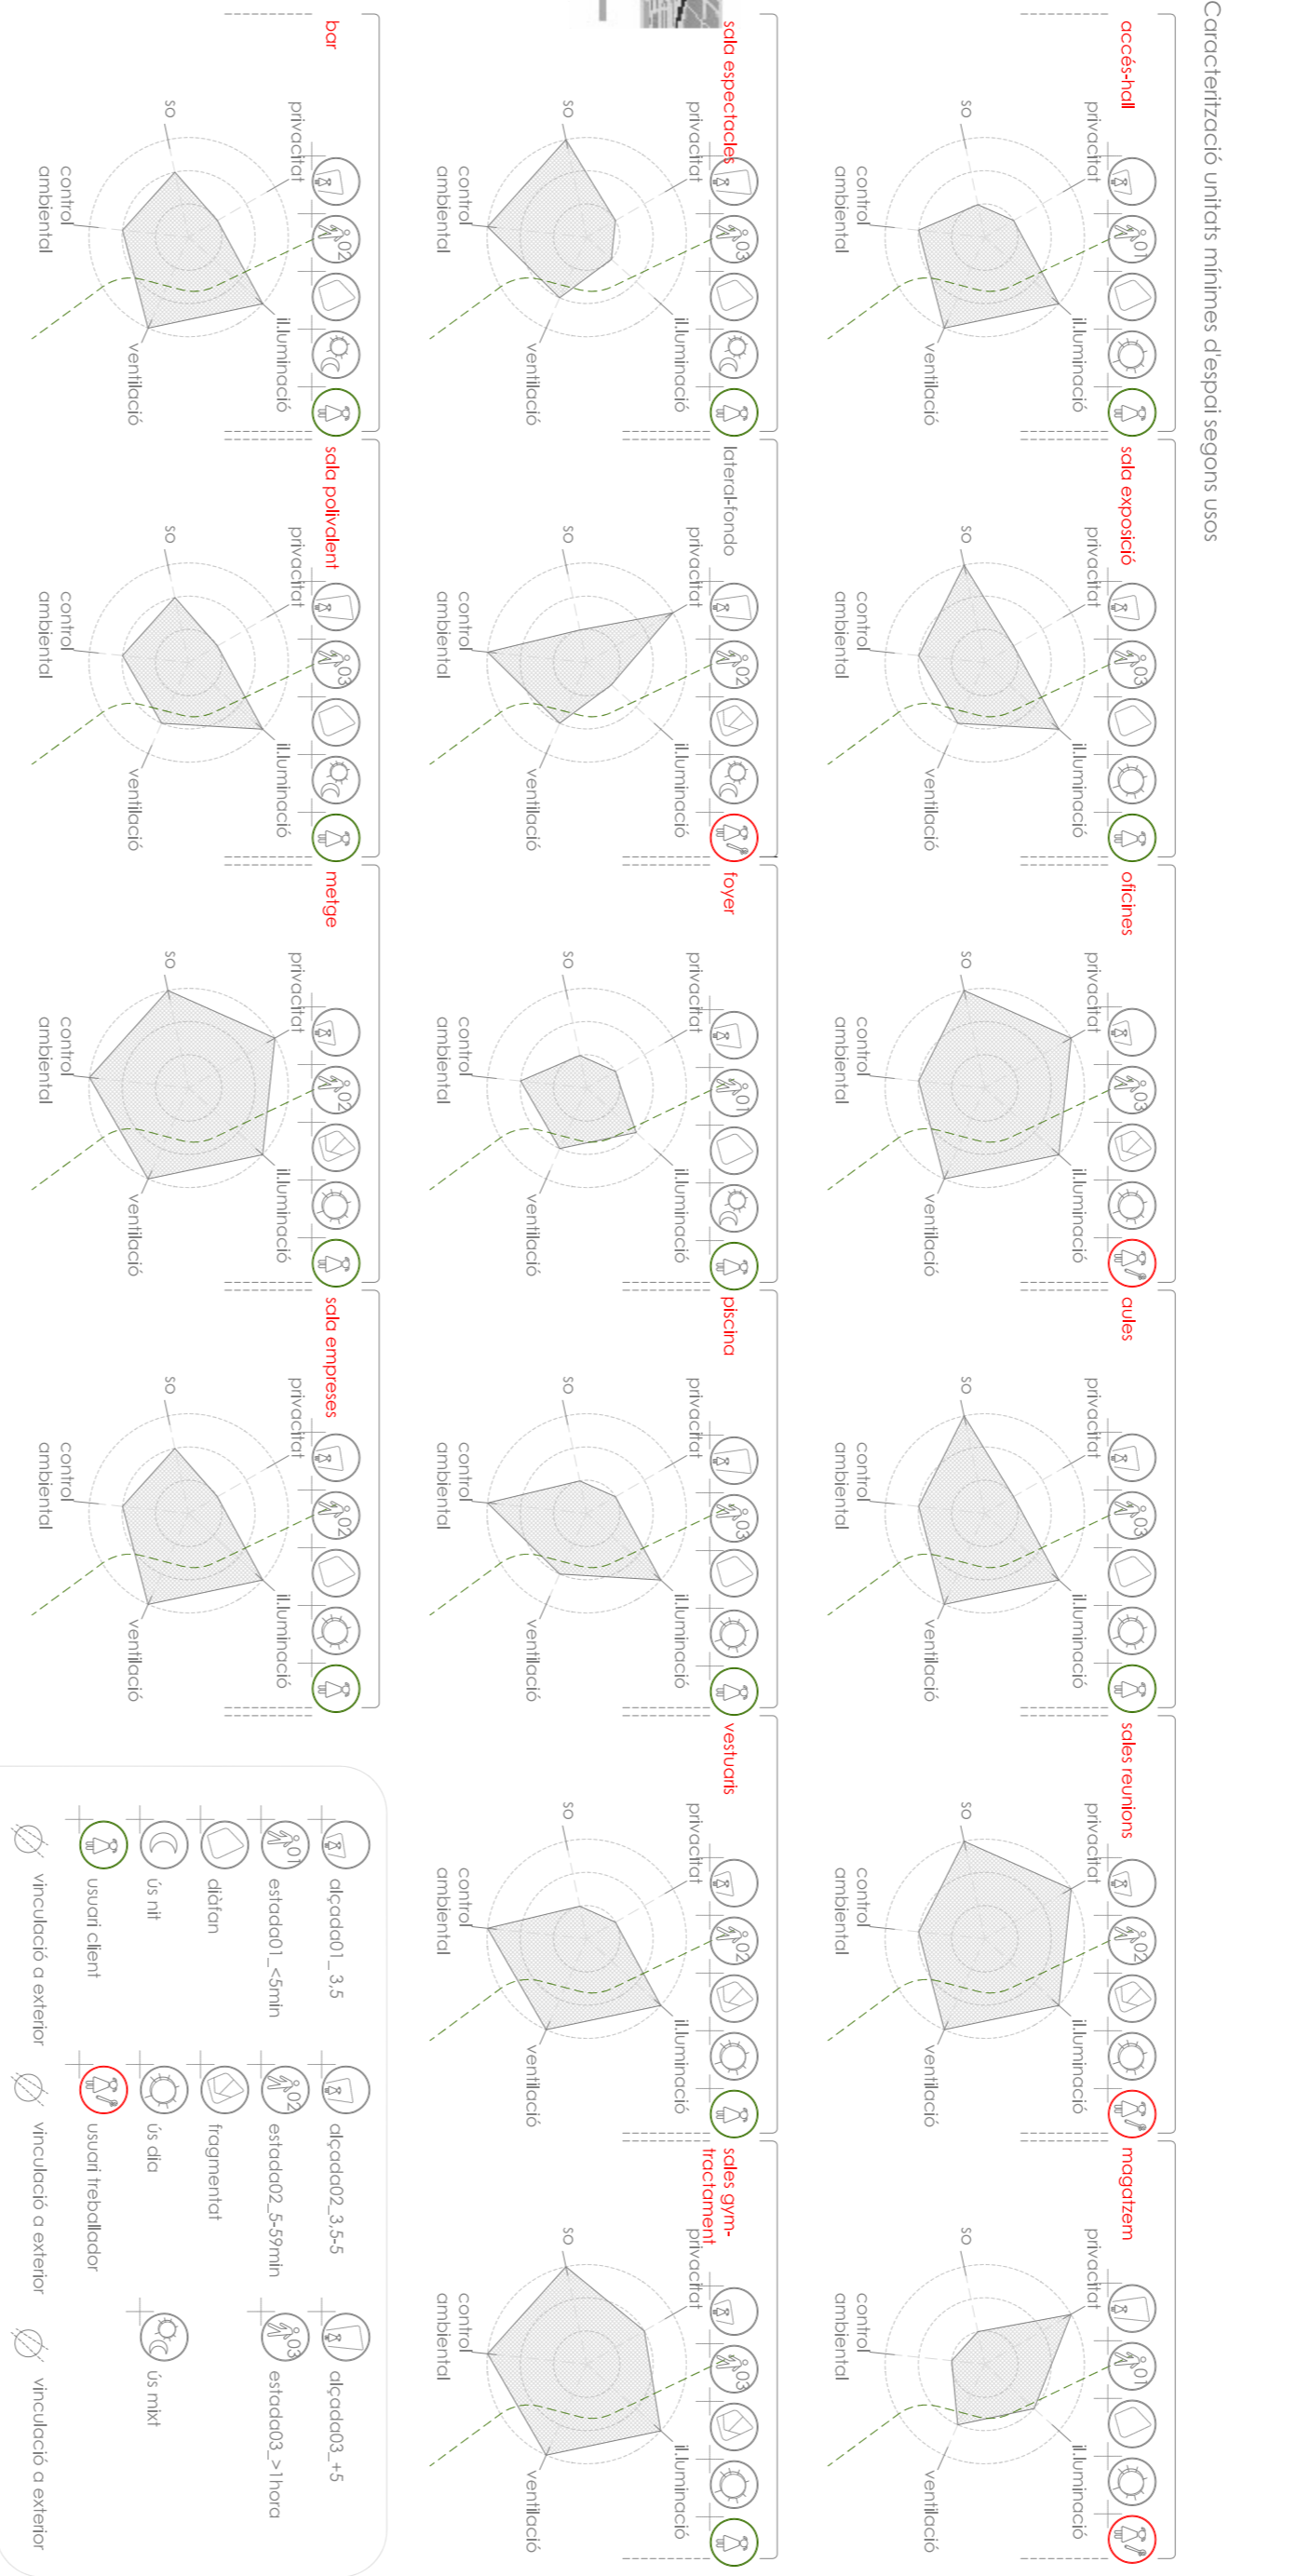 Caracterització unitats mínimes d'espai segons usos
accés-hall
01
privacitat
so
il.luminació
control
ambiental
ventilació
sala exposició
03
privacitat
so
il.luminació
control
ambiental
ventilació
oficines
03
privacitat
so
il.luminació
control
ambiental
ventilació
aules
03
privacitat
so
il.luminació
control
ambiental
ventilació
sales reunions
02
privacitat
so
il.luminació
control
ambiental
ventilació
magatzem
01
privacitat
so
il.luminació
control
ambiental
ventilació
sala espectacles
03
privacitat
so
il.luminació
control
ambiental
ventilació
lateral-fondo
02
privacitat
so
il.luminació
control
ambiental
ventilació
foyer
01
privacitat
so
il.luminació
control
ambiental
ventilació
piscina
03
privacitat
so
il.luminació
control
ambiental
ventilació
vestuaris
02
privacitat
so
il.luminació
control
ambiental
ventilació
sales gym-
tractament
03
privacitat
so
il.luminació
control
ambiental
ventilació
bar
02
privacitat
so
il.luminació
control
ambiental
ventilació
sala polivalent
03
privacitat
so
il.luminació
control
ambiental
ventilació
metge
02
privacitat
so
il.luminació
control
ambiental
ventilació
sala empreses
02
privacitat
so
il.luminació
control
ambiental
ventilació
alçada01_ 3,5
alçada02_3,5-5
alçada03_+5
01
estada01_<5min
02
estada02_5-59min
03
estada03_>1hora
diàfan
fragmentat
ús nit
ús dia
ús mixt
usuari client
usuari treballador
vinculació a exterior
vinculació a exterior
vinculació a exterior